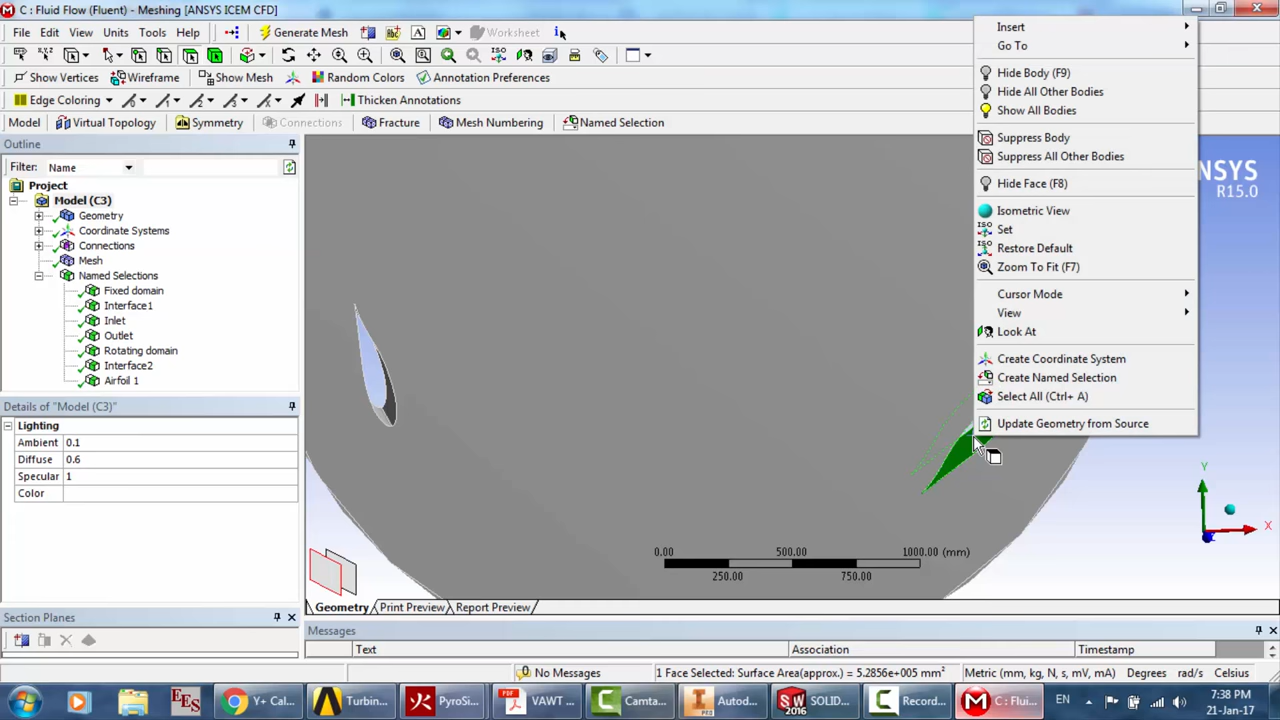 C : Fluid Flow (Fluent) - Meshing [ANSYS ICEM CFD]
File Edit View Units Tools Help Generate Mesh Worksheet
Show Vertices Wireframe Show Mesh Random Colors Annotation Preferences
Edge Coloring Thicken Annotations
Model Virtual Topology Symmetry Connections Fracture Mesh Numbering Named Selection
Outline
Filter: Name
Project
Model (C3)
Geometry
Coordinate Systems
Connections
Mesh
Named Selections
Fixed domain
Interface1
Inlet
Outlet
Rotating domain
Interface2
Airfoil 1
Details of "Model (C3)"
Lighting
Ambient 0.1
Diffuse 0.6
Specular 1
Color
Section Planes
NSYS
R15.0
Insert
Go To
Hide Body (F9)
Hide All Other Bodies
Show All Bodies
Suppress Body
Suppress All Other Bodies
Hide Face (F8)
Isometric View
ISO Set
ISO Restore Default
Zoom To Fit (F7)
Cursor Mode
View
Look At
Create Coordinate System
Create Named Selection
Select All (Ctrl+ A)
Update Geometry from Source
Y
X
0.00 500.00 1000.00 (mm)
250.00 750.00
Geometry Print Preview Report Preview
Messages
Text Association Timestamp
No Messages 1 Face Selected: Surface Area(approx.) = 5.2856e+005 mm² Metric (mm, kg, N, s, mV, mA) Degrees rad/s Celsius
EES Y+ Cal... Turbin... PyroSi... VAWT ... Camta... Autod... SOLID... Record... C : Flui... EN 7:38 PM
21-Jan-17